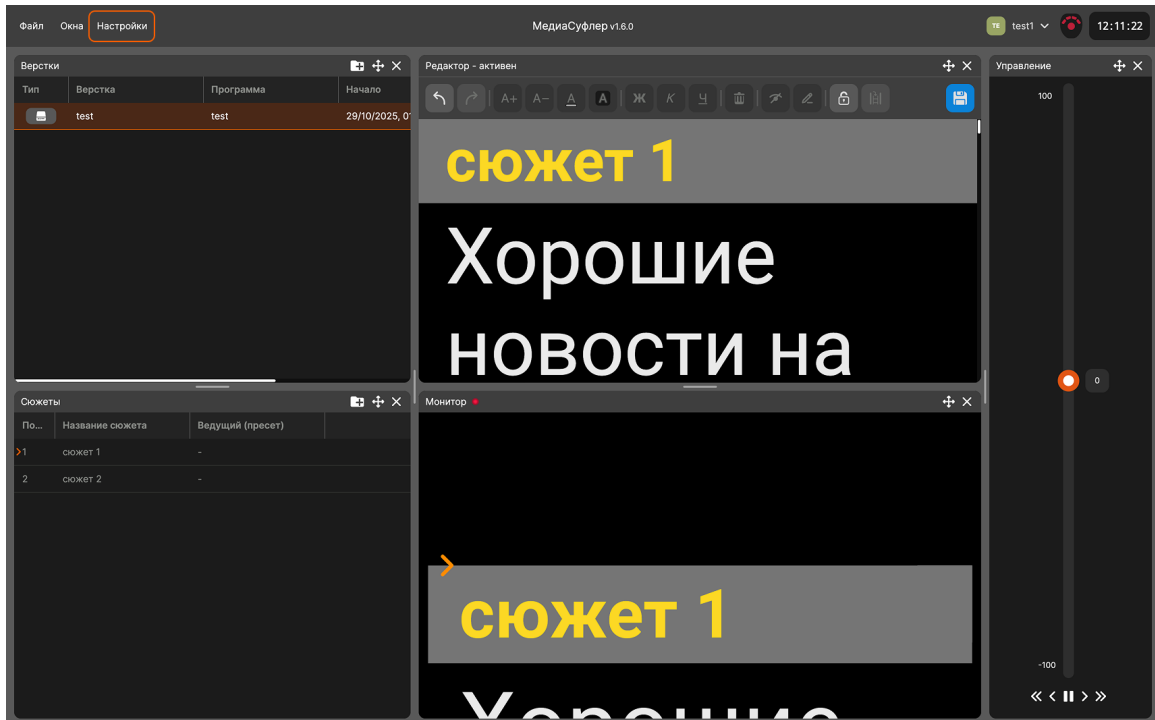 Файл Окна Настройки МедиаСуфлер v1.6.0 TE test1 12:11:22
Верстки
Тип Верстка Программа Начало
test test 29/10/2025, 0
Редактор - активен
A+ A− A A Ж К Ч
сюжет 1
Хорошие
новости на
Сюжеты
По... Название сюжета Ведущий (пресет)
1 сюжет 1 -
2 сюжет 2 -
Монитор
сюжет 1
Хорошие
Управление
100
0
-100